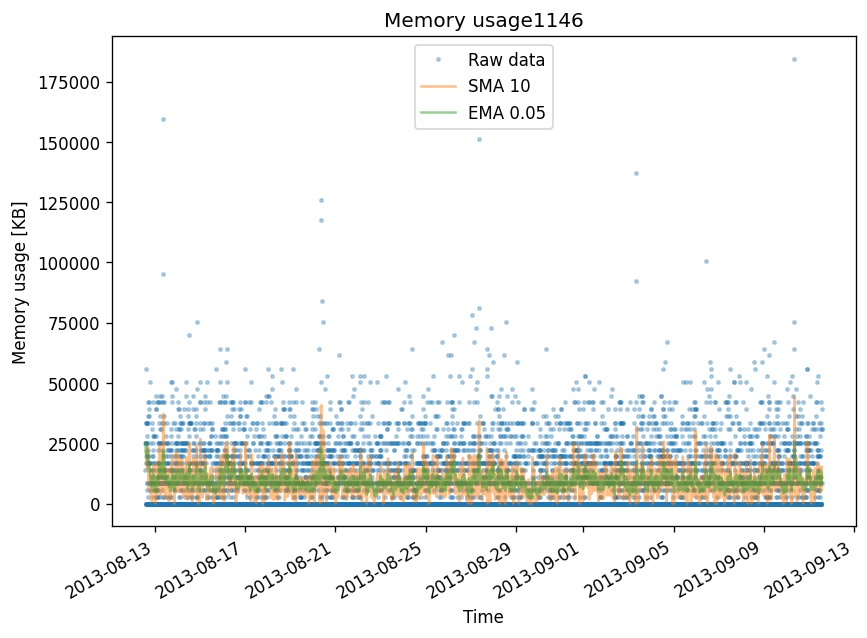 Memory usage1146
Raw data
SMA 10
EMA 0.05
Memory usage [KB]
175000
150000
125000
100000
75000
50000
25000
0
2013-08-13
2013-08-17
2013-08-21
2013-08-25
2013-08-29
2013-09-01
2013-09-05
2013-09-09
2013-09-13
Time